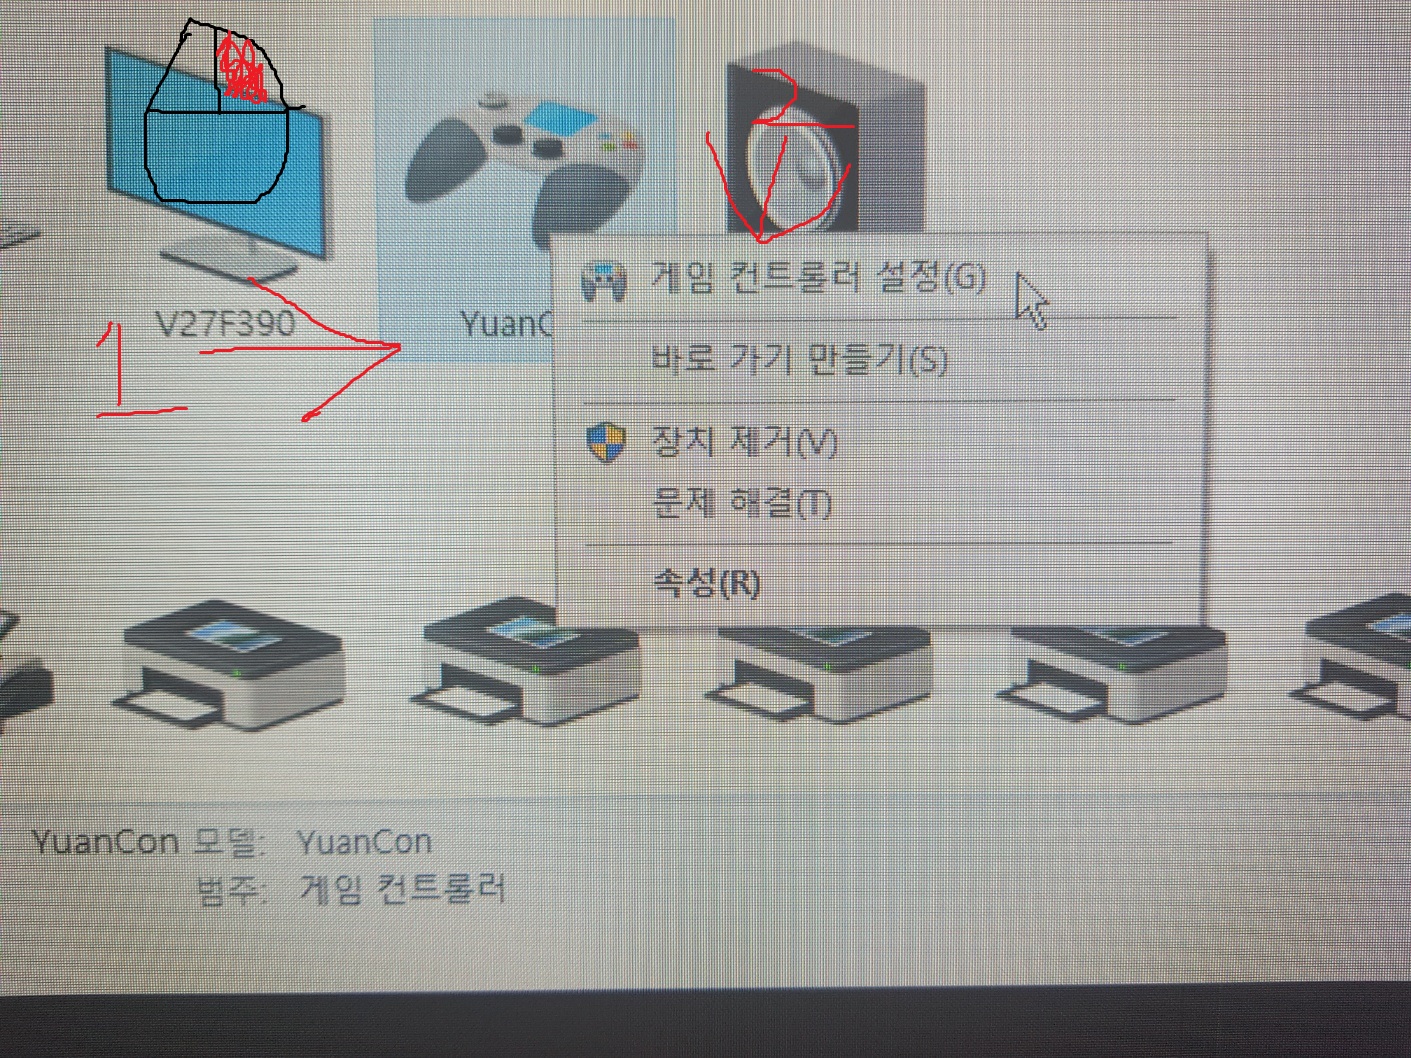 V27F390
YuanC
1
2
게임 컨트롤러 설정(G)
바로 가기 만들기(S)
장치 제거(V)
문제 해결(T)
속성(R)
YuanCon 모델: YuanCon
범주: 게임 컨트롤러